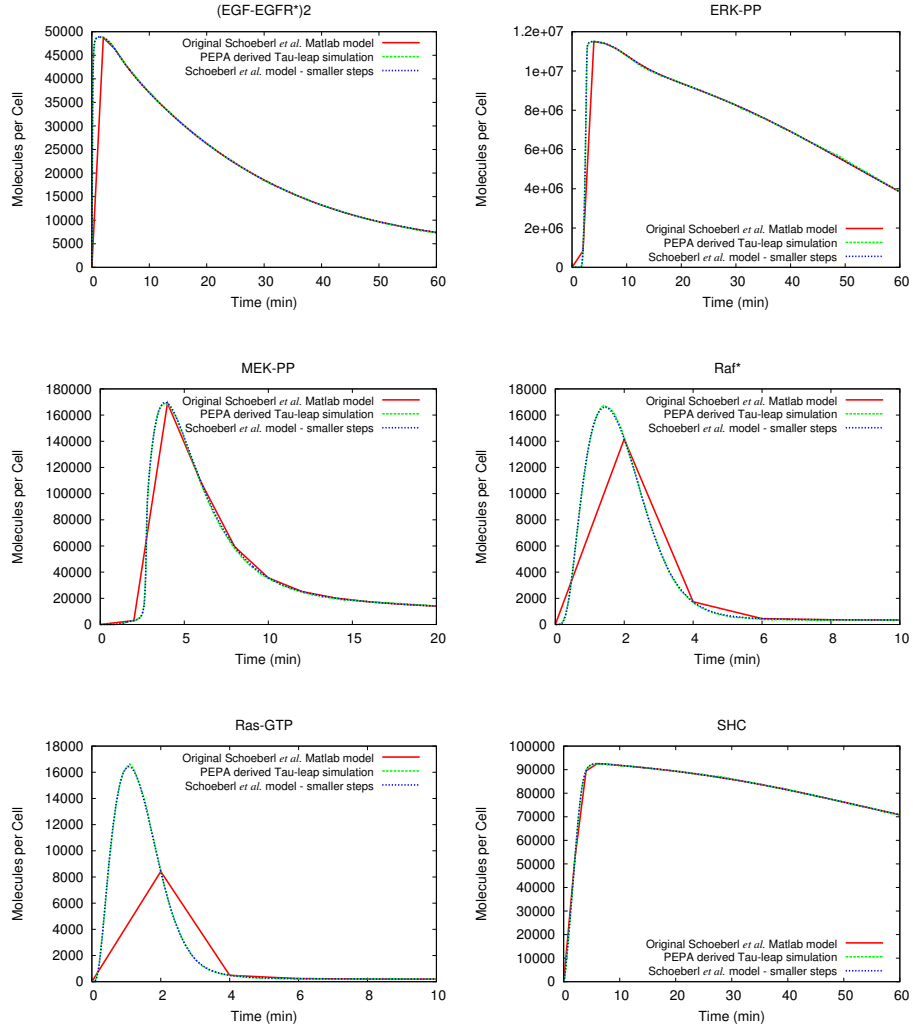 (EGF-EGFR*)2
Molecules per Cell
50000
45000
40000
35000
30000
25000
20000
15000
10000
5000
0
Original Schoeberl et al. Matlab model
PEPA derived Tau-leap simulation
Schoeberl et al. model - smaller steps
0 10 20 30 40 50 60
Time (min)
ERK-PP
Molecules per Cell
1.2e+07
1e+07
8e+06
6e+06
4e+06
2e+06
0
Original Schoeberl et al. Matlab model
PEPA derived Tau-leap simulation
Schoeberl et al. model - smaller steps
0 10 20 30 40 50 60
Time (min)
MEK-PP
Molecules per Cell
180000
160000
140000
120000
100000
80000
60000
40000
20000
0
Original Schoeberl et al. Matlab model
PEPA derived Tau-leap simulation
Schoeberl et al. model - smaller steps
0 5 10 15 20
Time (min)
Raf*
Molecules per Cell
18000
16000
14000
12000
10000
8000
6000
4000
2000
0
Original Schoeberl et al. Matlab model
PEPA derived Tau-leap simulation
Schoeberl et al. model - smaller steps
0 2 4 6 8 10
Time (min)
Ras-GTP
Molecules per Cell
18000
16000
14000
12000
10000
8000
6000
4000
2000
0
Original Schoeberl et al. Matlab model
PEPA derived Tau-leap simulation
Schoeberl et al. model - smaller steps
0 2 4 6 8 10
Time (min)
SHC
Molecules per Cell
100000
90000
80000
70000
60000
50000
40000
30000
20000
10000
0
Original Schoeberl et al. Matlab model
PEPA derived Tau-leap simulation
Schoeberl et al. model - smaller steps
0 10 20 30 40 50 60
Time (min)